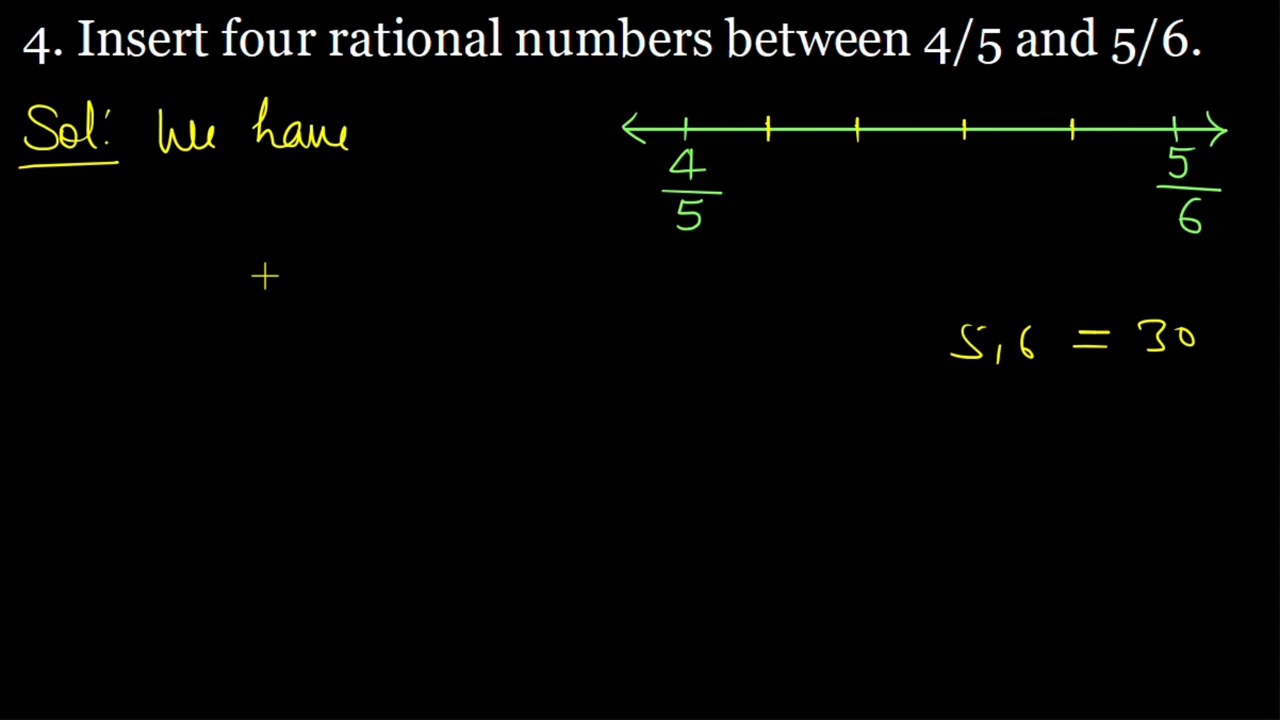 4. Insert four rational numbers between 4/5 and 5/6.
Sol: We have
4/5 5/6
5,6 = 30